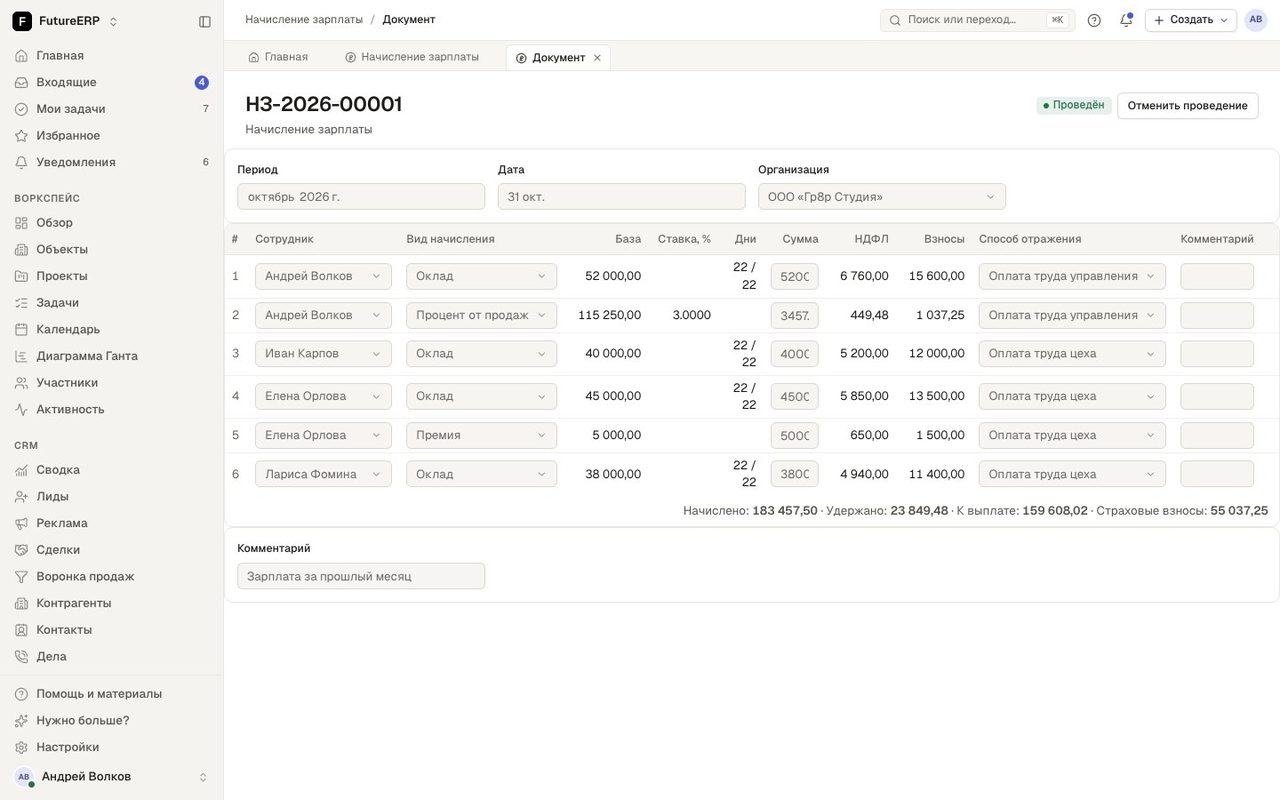 F FutureERP
Начисление зарплаты / Документ
Поиск или переход… ⌘K
+ Создать
АВ
Главная
Входящие 4
Мои задачи 7
Избранное
Уведомления 6
ВОРКСПЕЙС
Обзор
Объекты
Проекты
Задачи
Календарь
Диаграмма Ганта
Участники
Активность
CRM
Сводка
Лиды
Реклама
Сделки
Воронка продаж
Контрагенты
Контакты
Дела
Помощь и материалы
Нужно больше?
Настройки
АВ Андрей Волков
Главная Начисление зарплаты Документ ×
НЗ-2026-00001
Начисление зарплаты
Проведён Отменить проведение
Период Дата Организация
октябрь 2026 г. 31 окт. ООО «Гр8р Студия»
# Сотрудник Вид начисления База Ставка, % Дни Сумма НДФЛ Взносы Способ отражения Комментарий
1 Андрей Волков Оклад 52 000,00 22 / 22 5200 6 760,00 15 600,00 Оплата труда управления
2 Андрей Волков Процент от продаж 115 250,00 3.0000 3457. 449,48 1 037,25 Оплата труда управления
3 Иван Карпов Оклад 40 000,00 22 / 22 4000 5 200,00 12 000,00 Оплата труда цеха
4 Елена Орлова Оклад 45 000,00 22 / 22 4500 5 850,00 13 500,00 Оплата труда цеха
5 Елена Орлова Премия 5 000,00 5000 650,00 1 500,00 Оплата труда цеха
6 Лариса Фомина Оклад 38 000,00 22 / 22 3800 4 940,00 11 400,00 Оплата труда цеха
Начислено: 183 457,50 · Удержано: 23 849,48 · К выплате: 159 608,02 · Страховые взносы: 55 037,25
Комментарий
Зарплата за прошлый месяц